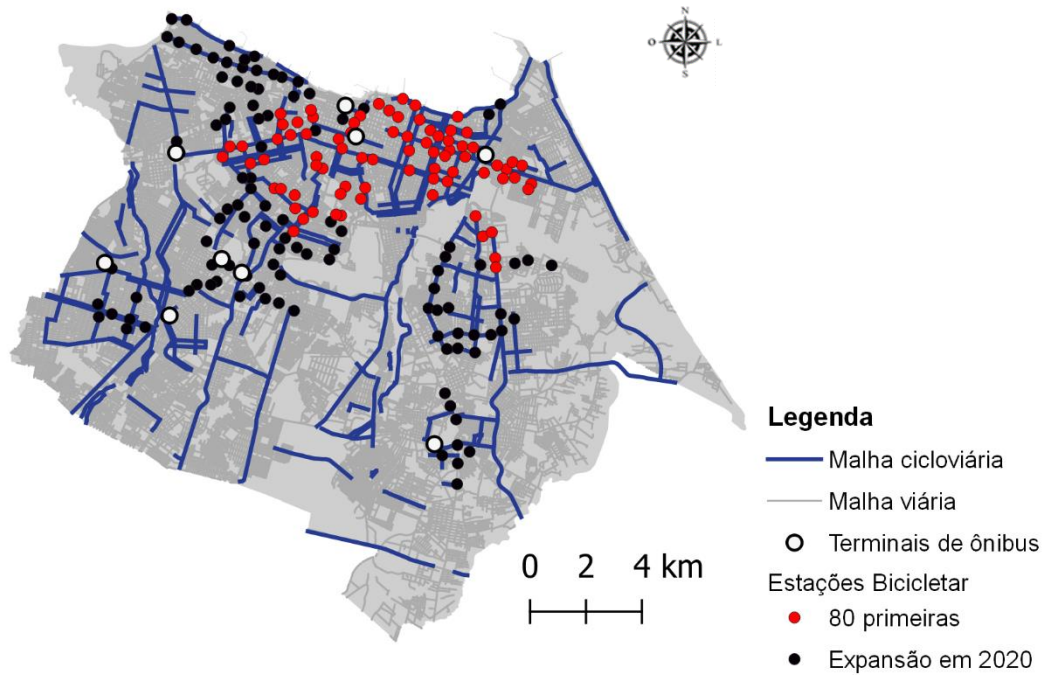 N
O
L
S
Legenda
Malha cicloviária
Malha viária
Terminais de ônibus
0 2 4 km
Estações Bicicletar
80 primeiras
Expansão em 2020